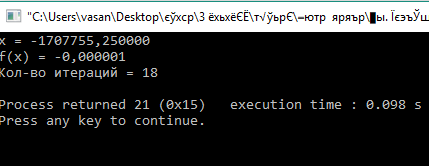 "C:\Users\vasan\Desktop\єўхср\3 ёхьхёЄЁ\т√ўьрЄ\=ютр яряър\ы. ЇєэъЎш
x = -1707755,250000
f(x) = -0,000001
Кол-во итераций = 18
Process returned 21 (0x15) execution time : 0.098 s
Press any key to continue.